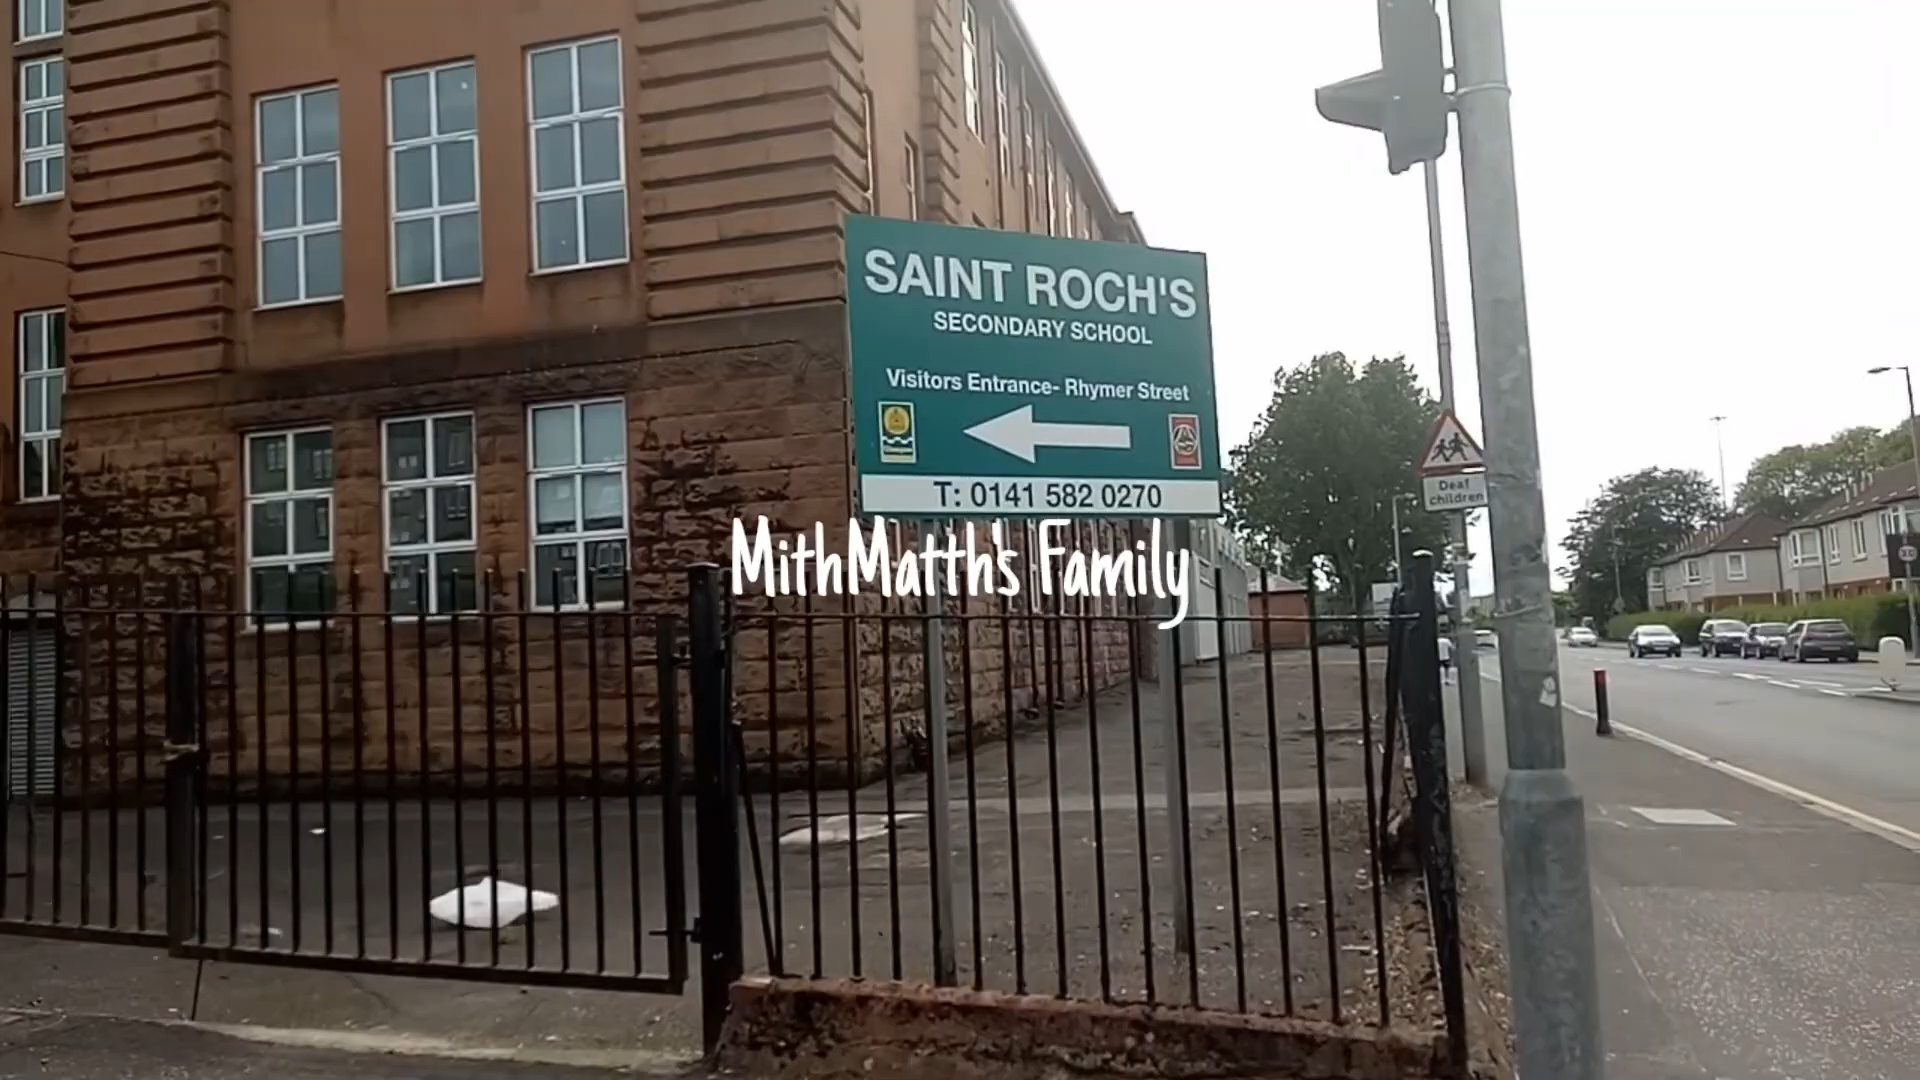 SAINT ROCH'S
SECONDARY SCHOOL
Visitors Entrance- Rhymer Street
T: 0141 582 0270
Deaf
children
MithMatth's Family